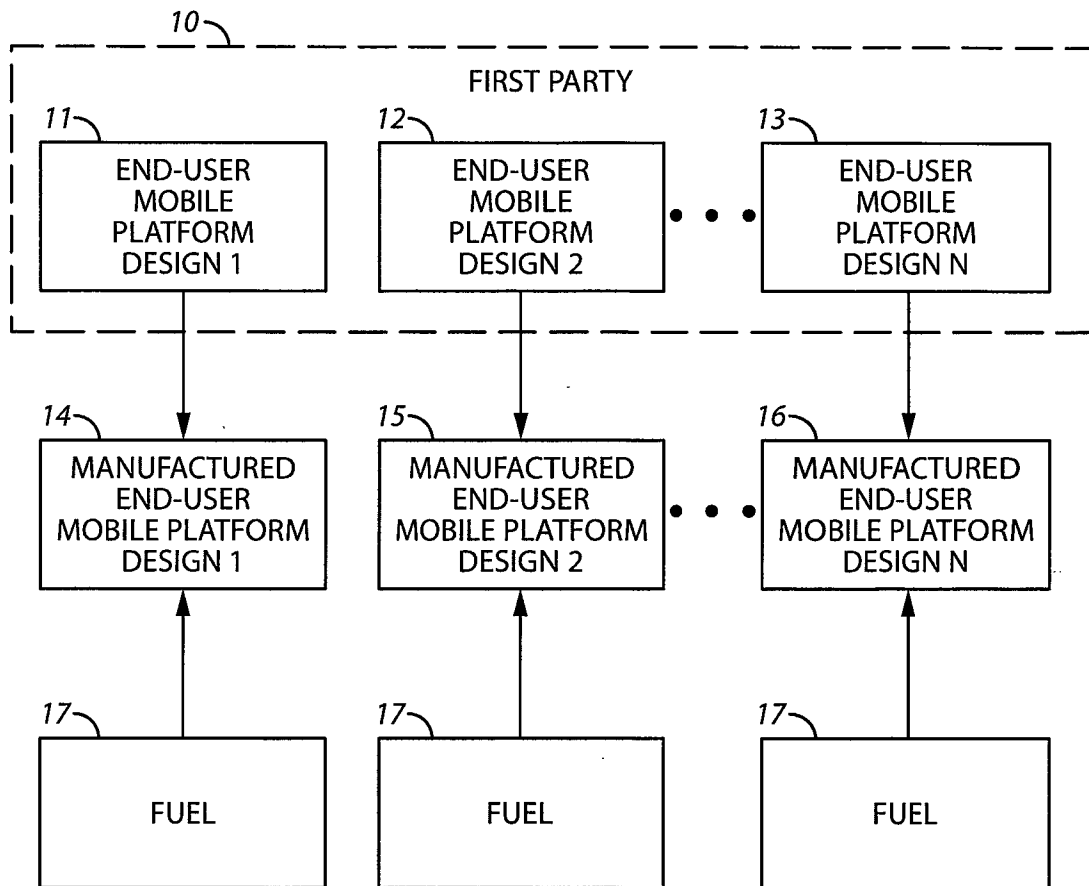 10
FIRST PARTY
11
END-USER
MOBILE
PLATFORM
DESIGN 1
12
END-USER
MOBILE
PLATFORM
DESIGN 2
13
END-USER
MOBILE
PLATFORM
DESIGN N
14
MANUFACTURED
END-USER
MOBILE PLATFORM
DESIGN 1
15
MANUFACTURED
END-USER
MOBILE PLATFORM
DESIGN 2
16
MANUFACTURED
END-USER
MOBILE PLATFORM
DESIGN N
17
FUEL
17
FUEL
17
FUEL